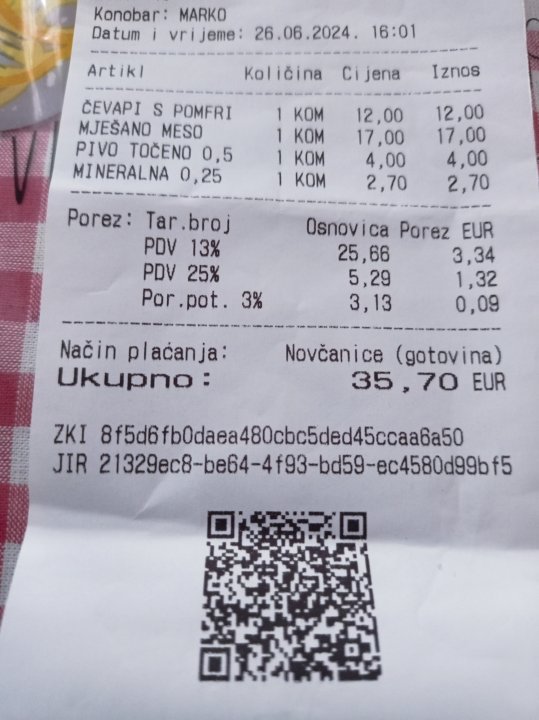 Konobar: MARKO
Datum i vrijeme: 26.06.2024. 16:01
Artikl Količina Cijena Iznos
ČEVAPI S POMFRI 1 KOM 12,00 12,00
MJEŠANO MESO 1 KOM 17,00 17,00
PIVO TOČENO 0,5 1 KOM 4,00 4,00
MINERALNA 0,25 1 KOM 2,70 2,70
Porez: Tar.broj Osnovica Porez EUR
PDV 13% 25,66 3,34
PDV 25% 5,29 1,32
Por.pot. 3% 3,13 0,09
Način plaćanja: Novčanice (gotovina)
Ukupno: 35,70 EUR
ZKI 8f5d6fb0daea480cbc5ded45ccaa6a50
JIR 21329ec8-be64-4f93-bd59-ec4580d99bf5